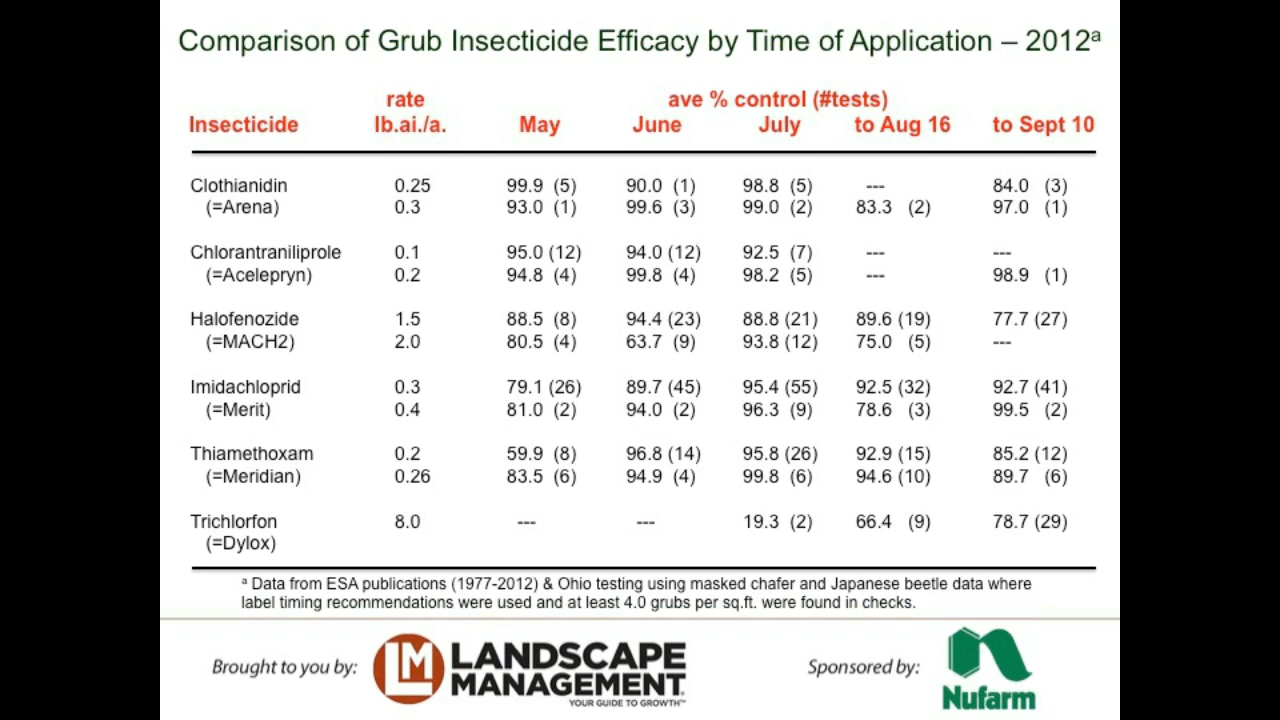 Comparison of Grub Insecticide Efficacy by Time of Application – 2012ª
rate ave % control (#tests)
Insecticide lb.ai./a. May June July to Aug 16 to Sept 10
Clothianidin 0.25 99.9 (5) 90.0 (1) 98.8 (5) --- 84.0 (3)
(=Arena) 0.3 93.0 (1) 99.6 (3) 99.0 (2) 83.3 (2) 97.0 (1)
Chlorantraniliprole 0.1 95.0 (12) 94.0 (12) 92.5 (7) --- ---
(=Acelepryn) 0.2 94.8 (4) 99.8 (4) 98.2 (5) --- 98.9 (1)
Halofenozide 1.5 88.5 (8) 94.4 (23) 88.8 (21) 89.6 (19) 77.7 (27)
(=MACH2) 2.0 80.5 (4) 63.7 (9) 93.8 (12) 75.0 (5) ---
Imidachloprid 0.3 79.1 (26) 89.7 (45) 95.4 (55) 92.5 (32) 92.7 (41)
(=Merit) 0.4 81.0 (2) 94.0 (2) 96.3 (9) 78.6 (3) 99.5 (2)
Thiamethoxam 0.2 59.9 (8) 96.8 (14) 95.8 (26) 92.9 (15) 85.2 (12)
(=Meridian) 0.26 83.5 (6) 94.9 (4) 99.8 (6) 94.6 (10) 89.7 (6)
Trichlorfon 8.0 --- --- 19.3 (2) 66.4 (9) 78.7 (29)
(=Dylox)
ª Data from ESA publications (1977-2012) & Ohio testing using masked chafer and Japanese beetle data where
label timing recommendations were used and at least 4.0 grubs per sq.ft. were found in checks.
Brought to you by: LM LANDSCAPE MANAGEMENT Sponsored by:
YOUR GUIDE TO GROWTH™
Nufarm